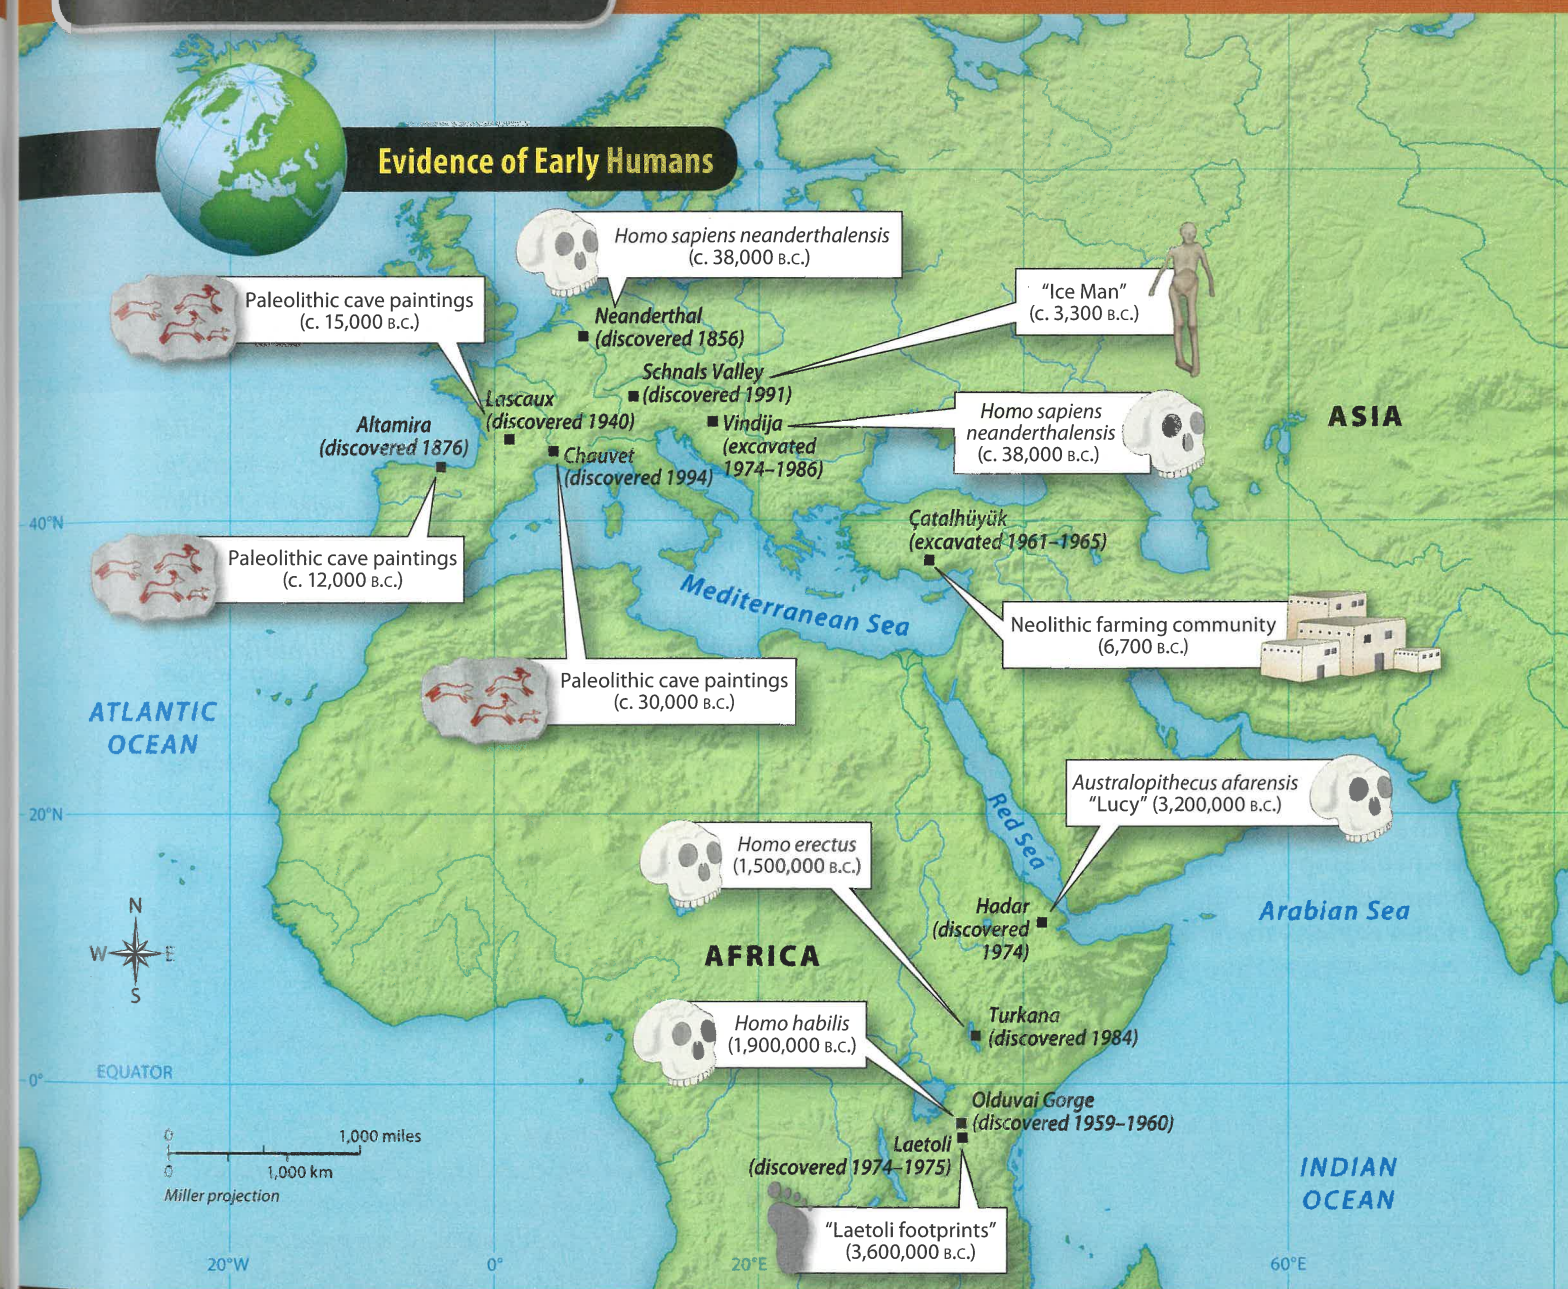 Evidence of Early Humans
Homo sapiens neanderthalensis
(c. 38,000 B.C.)
Paleolithic cave paintings
(c. 15,000 B.C.)
"Ice Man"
(c. 3,300 B.C.)
Neanderthal
(discovered 1856)
Schnals Valley
(discovered 1991)
Lascaux
(discovered 1940)
Altamira
(discovered 1876)
Vindija
(excavated
1974–1986)
Homo sapiens
neanderthalensis
(c. 38,000 B.C.)
ASIA
Chauvet
(discovered 1994)
40°N
Çatalhüyük
(excavated 1961–1965)
Paleolithic cave paintings
(c. 12,000 B.C.)
Mediterranean Sea
Neolithic farming community
(6,700 B.C.)
Paleolithic cave paintings
(c. 30,000 B.C.)
ATLANTIC
OCEAN
Australopithecus afarensis
"Lucy" (3,200,000 B.C.)
20°N
Red Sea
Homo erectus
(1,500,000 B.C.)
Hadar
(discovered
1974)
Arabian Sea
N
W E
S
AFRICA
Turkana
(discovered 1984)
Homo habilis
(1,900,000 B.C.)
0°
EQUATOR
Olduvai Gorge
(discovered 1959–1960)
Laetoli
(discovered 1974–1975)
0 1,000 miles
0 1,000 km
Miller projection
INDIAN
OCEAN
"Laetoli footprints"
(3,600,000 B.C.)
20°W
0°
20°E
60°E